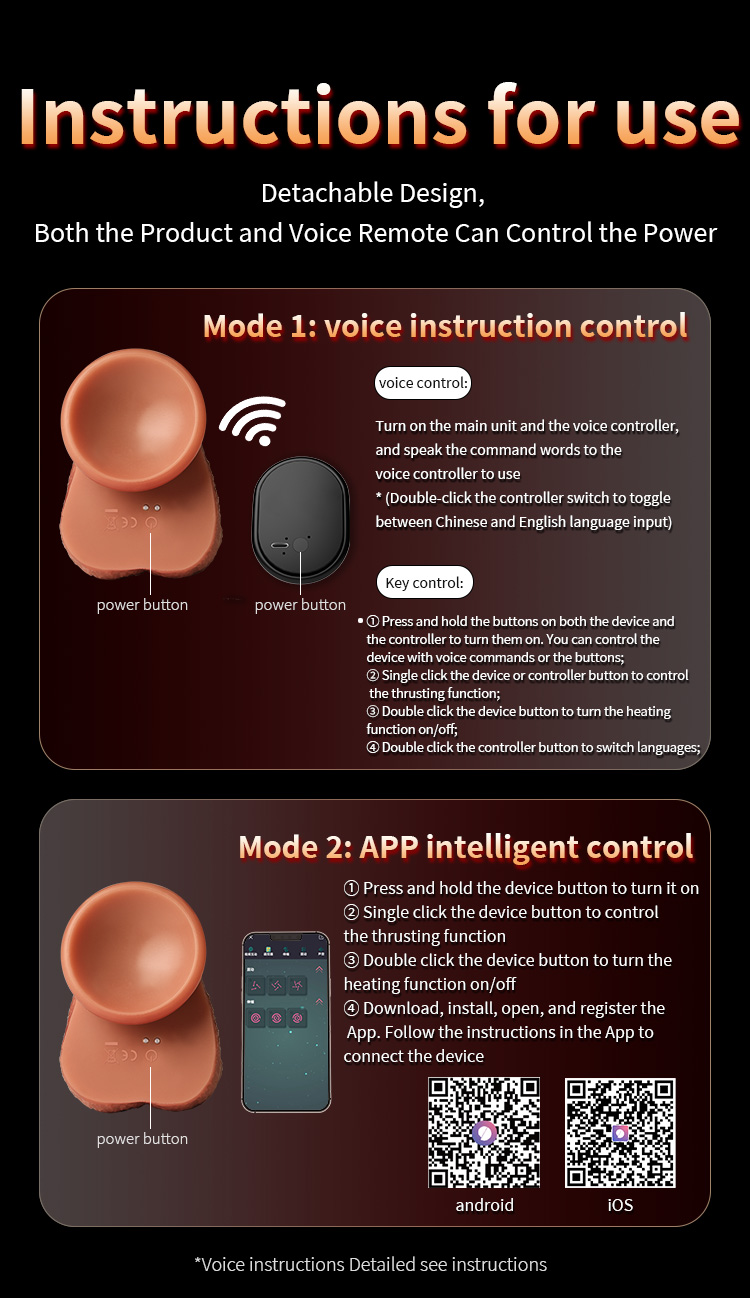 Instructions for use
Detachable Design,
Both the Product and Voice Remote Can Control the Power
Mode 1: voice instruction control
voice control:
Turn on the main unit and the voice controller,
and speak the command words to the
voice controller to use
* (Double-click the controller switch to toggle
between Chinese and English language input)
power button
power button
Key control:
① Press and hold the buttons on both the device and
the controller to turn them on. You can control the
device with voice commands or the buttons;
② Single click the device or controller button to control
the thrusting function;
③ Double click the device button to turn the heating
function on/off;
④ Double click the controller button to switch languages;
Mode 2: APP intelligent control
① Press and hold the device button to turn it on
② Single click the device button to control
the thrusting function
③ Double click the device button to turn the
heating function on/off
④ Download, install, open, and register the
App. Follow the instructions in the App to
connect the device
power button
android
iOS
*Voice instructions Detailed see instructions